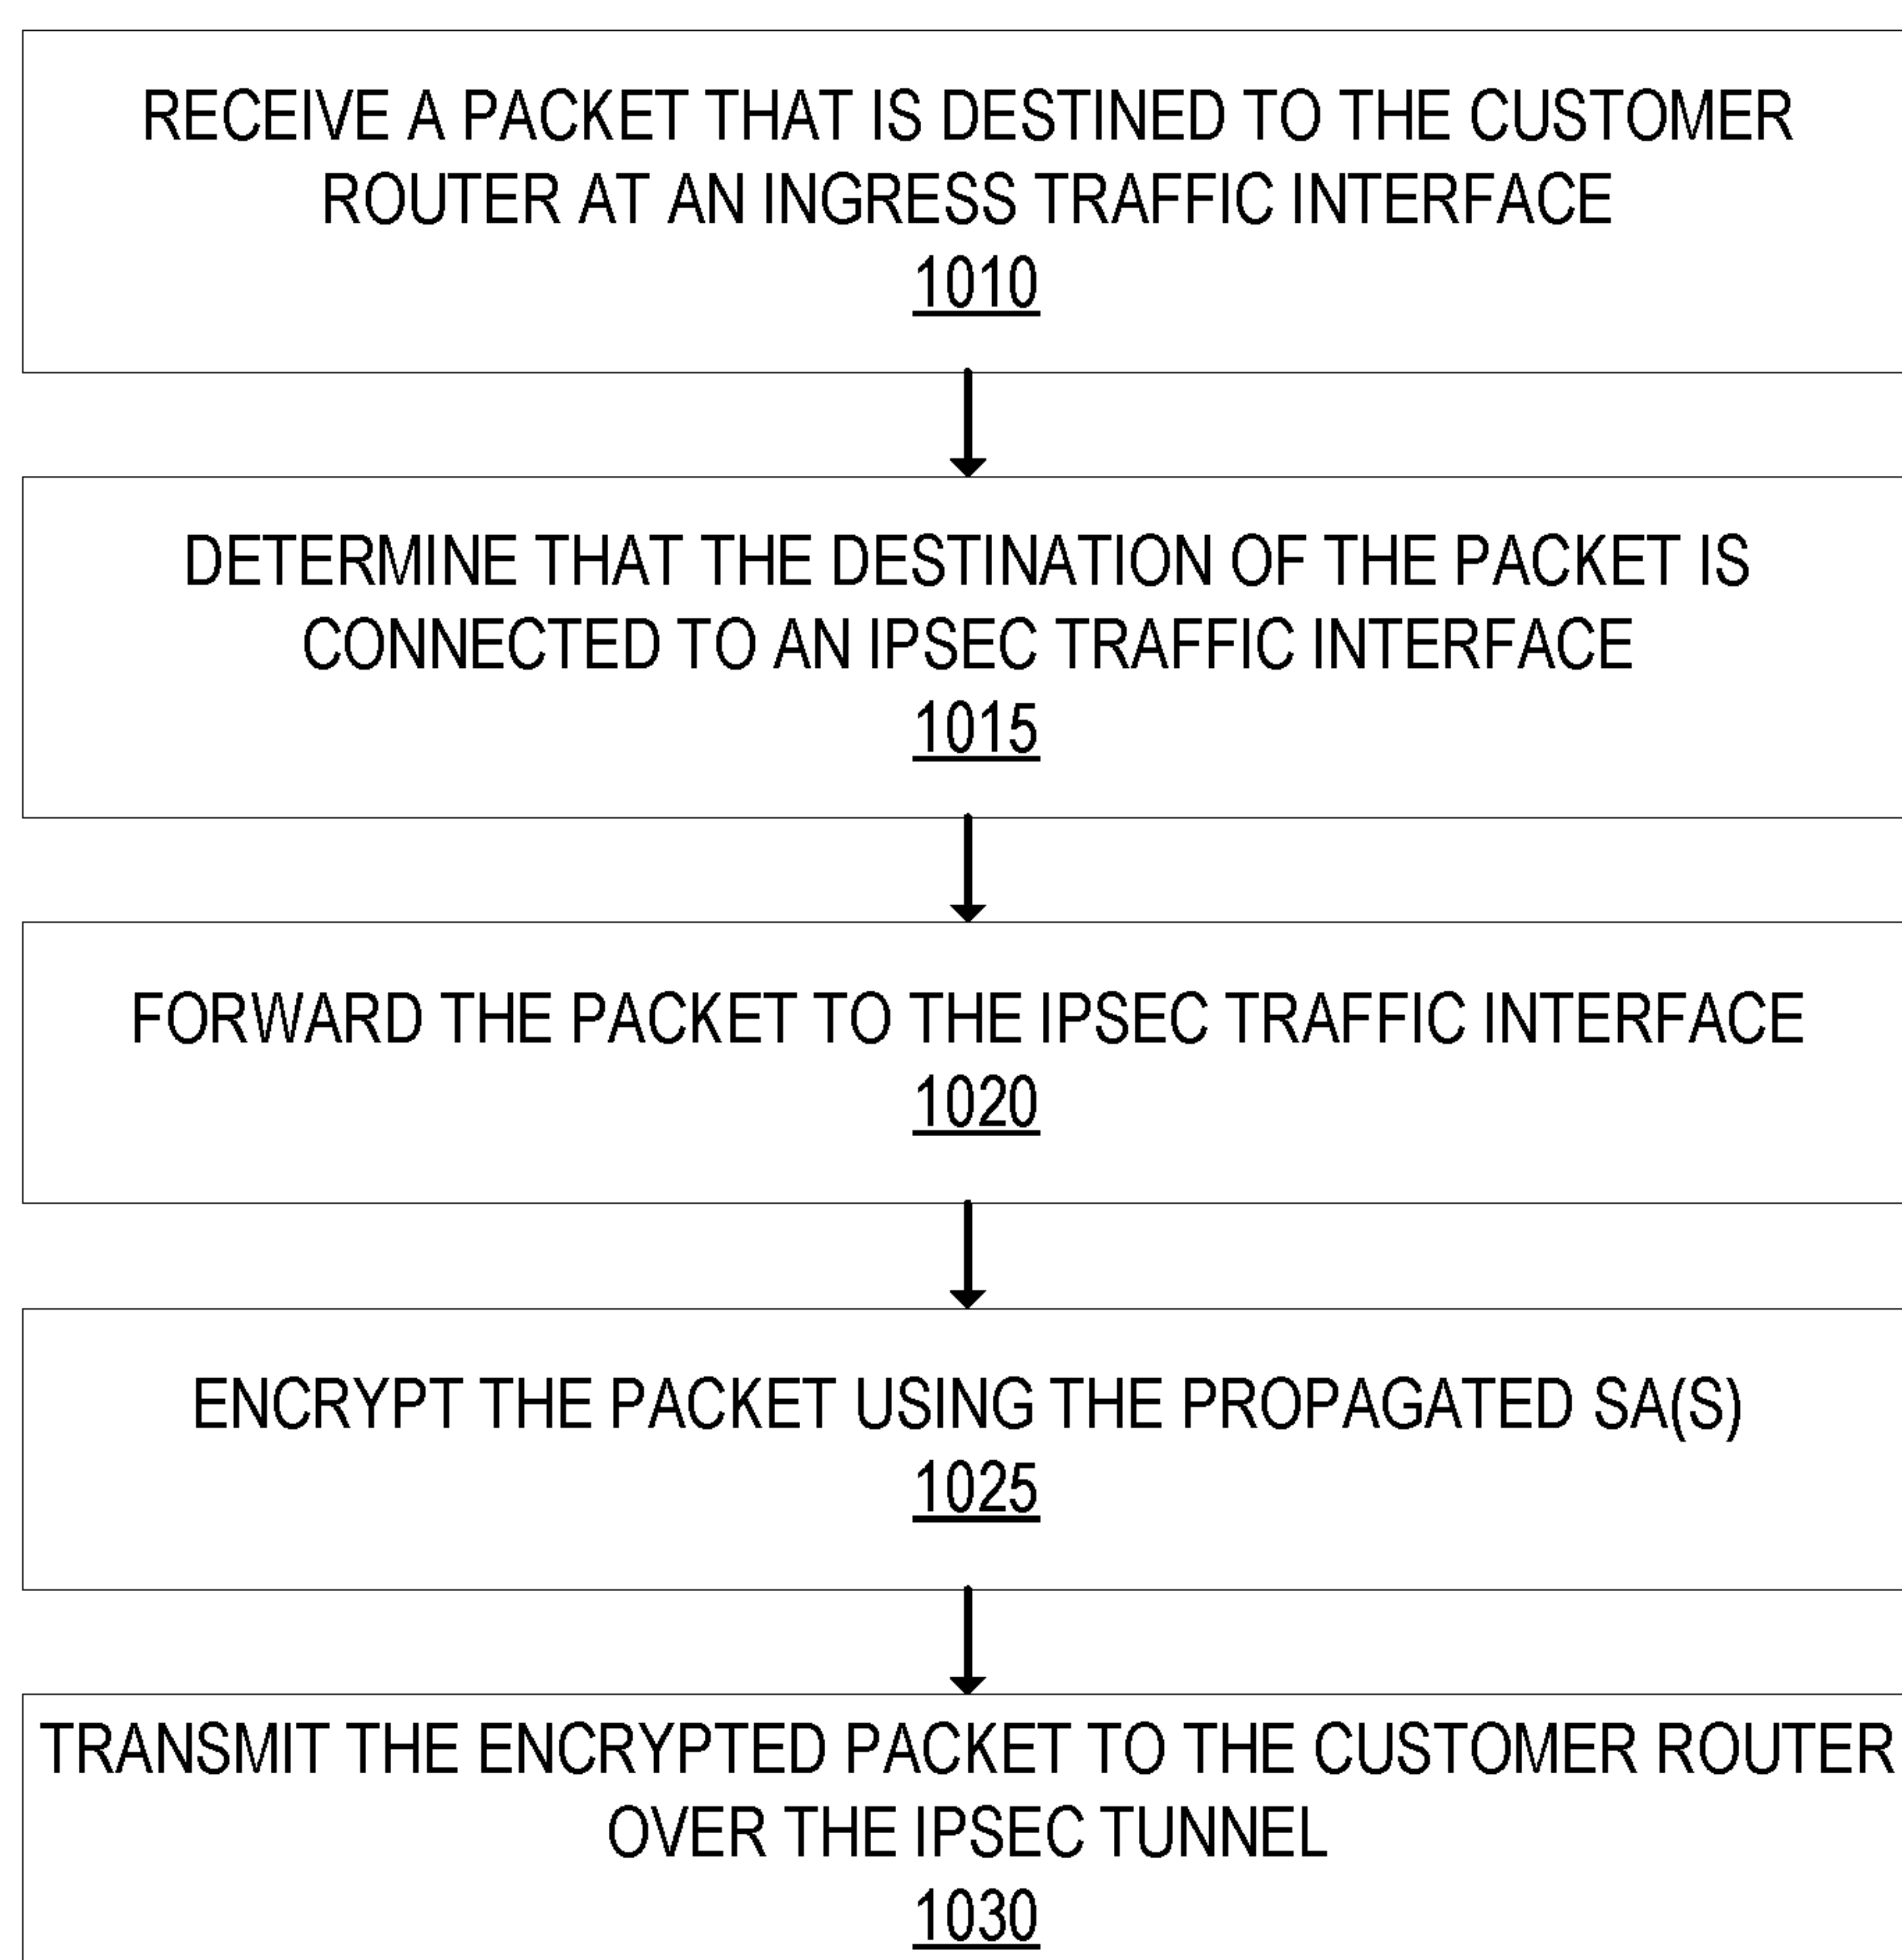 RECEIVE A PACKET THAT IS DESTINED TO THE CUSTOMER
ROUTER AT AN INGRESS TRAFFIC INTERFACE
1010
DETERMINE THAT THE DESTINATION OF THE PACKET IS
CONNECTED TO AN IPSEC TRAFFIC INTERFACE
1015
FORWARD THE PACKET TO THE IPSEC TRAFFIC INTERFACE
1020
ENCRYPT THE PACKET USING THE PROPAGATED SA(S)
1025
TRANSMIT THE ENCRYPTED PACKET TO THE CUSTOMER ROUTER
OVER THE IPSEC TUNNEL
1030